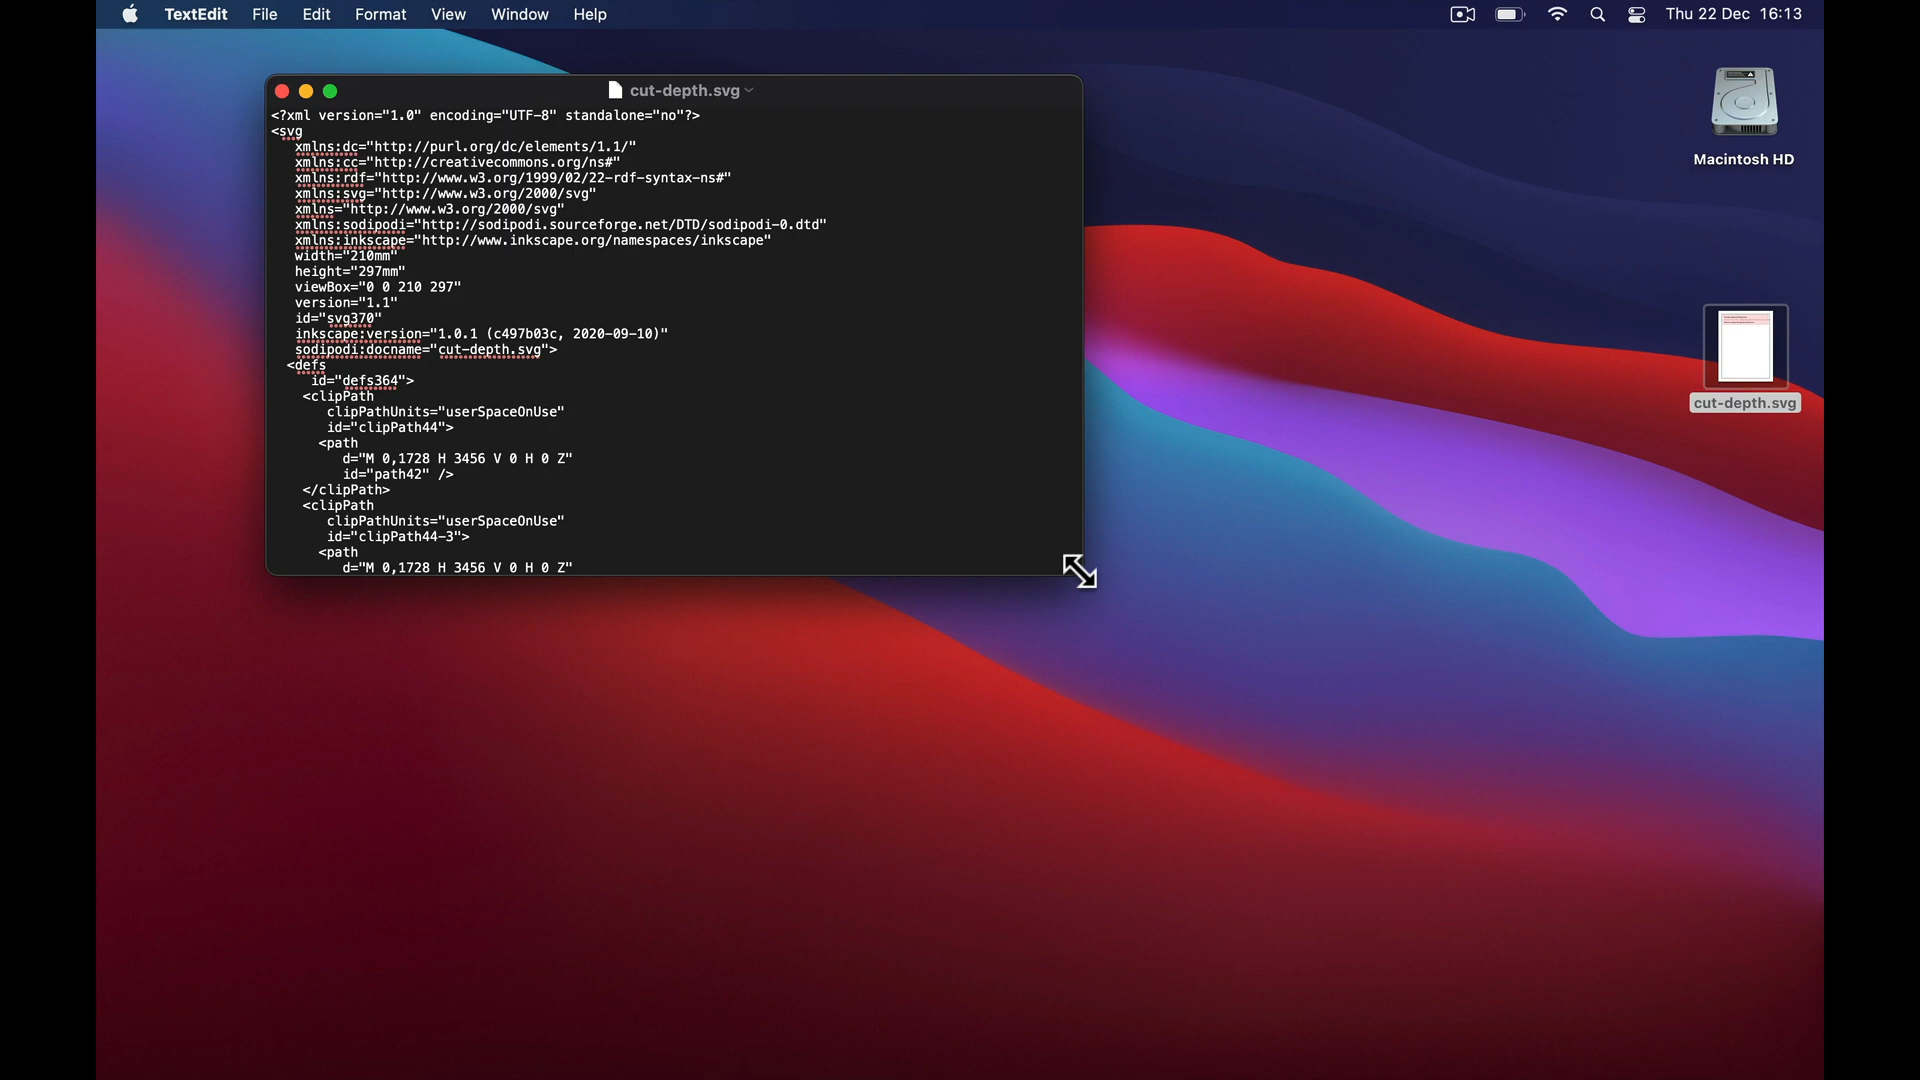 TextEdit File Edit Format View Window Help Thu 22 Dec 16:13
cut-depth.svg
<?xml version="1.0" encoding="UTF-8" standalone="no"?>
<svg
xmlns:dc="http://purl.org/dc/elements/1.1/"
xmlns:cc="http://creativecommons.org/ns#"
xmlns:rdf="http://www.w3.org/1999/02/22-rdf-syntax-ns#"
xmlns:svg="http://www.w3.org/2000/svg"
xmlns="http://www.w3.org/2000/svg"
xmlns:sodipodi="http://sodipodi.sourceforge.net/DTD/sodipodi-0.dtd"
xmlns:inkscape="http://www.inkscape.org/namespaces/inkscape"
width="210mm"
height="297mm"
viewBox="0 0 210 297"
version="1.1"
id="svg370"
inkscape:version="1.0.1 (c497b03c, 2020-09-10)"
sodipodi:docname="cut-depth.svg">
<defs
id="defs364">
<clipPath
clipPathUnits="userSpaceOnUse"
id="clipPath44">
<path
d="M 0,1728 H 3456 V 0 H 0 Z"
id="path42" />
</clipPath>
<clipPath
clipPathUnits="userSpaceOnUse"
id="clipPath44-3">
<path
d="M 0,1728 H 3456 V 0 H 0 Z"
Macintosh HD
cut-depth.svg